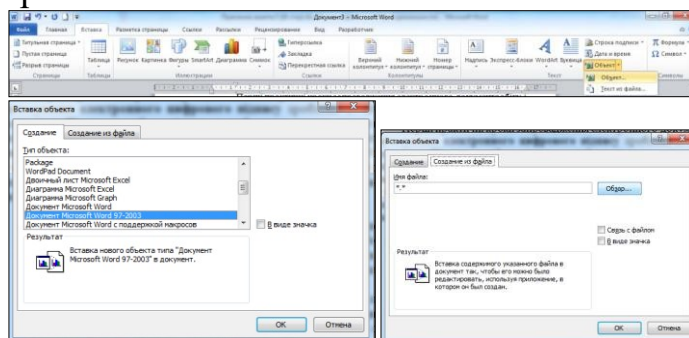 Документ3 - Microsoft Word
Файл Главная Вставка Разметка страницы Ссылки Рассылки Рецензирование Вид Разработчик
Титульная страница
Пустая страница
Разрыв страницы
Страницы
Таблица
Таблицы
Рисунок Картинка Фигуры SmartArt Диаграмма Снимок
Иллюстрации
Гиперссылка
Закладка
Перекрестная ссылка
Ссылки
Верхний колонтитул Нижний колонтитул Номер страницы
Колонтитулы
Надпись Экспресс-блоки WordArt Буквица
Текст
Строка подписи
Дата и время
Объект
Объект...
Текст из файла...
Формула
Символ
Символы
Вставка объекта
Создание Создание из файла
Тип объекта:
Package
WordPad Document
Двоичный лист Microsoft Excel
Диаграмма Microsoft Excel
Диаграмма Microsoft Graph
Документ Microsoft Word
Документ Microsoft Word 97-2003
Документ Microsoft Word с поддержкой макросов
В виде значка
Результат
Вставка нового объекта типа "Документ
Microsoft Word 97-2003" в документ.
ОК Отмена
Вставка объекта
Создание Создание из файла
Имя файла:
*.*
Обзор...
Связь с файлом
В виде значка
Результат
Вставка содержимого указанного файла в
документ так, чтобы его можно было
редактировать, используя приложение, в
котором он был создан.
ОК Отмена